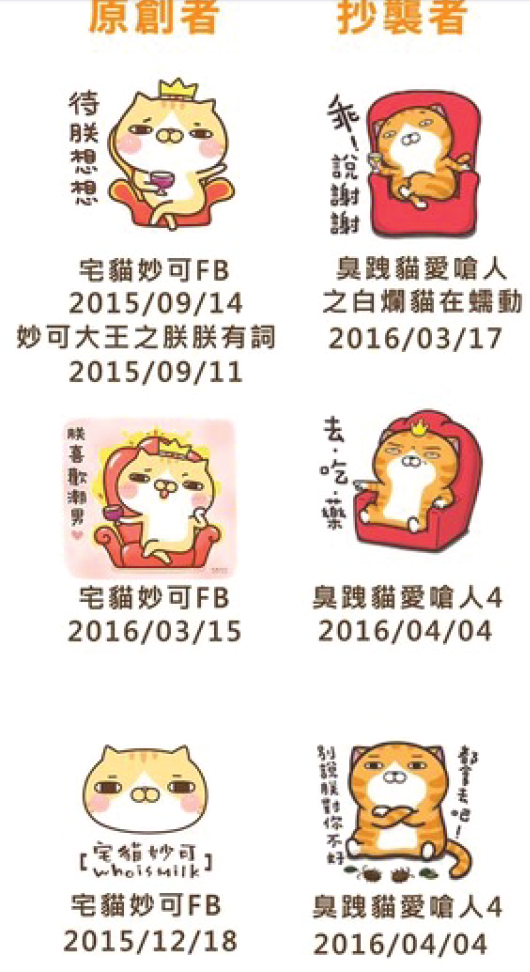 原創者
抄襲者
待朕想想
乖！說謝謝
宅貓妙可FB
2015/09/14
妙可大王之朕朕有詞
2015/09/11
臭跩貓愛嗆人
之白爛貓在蠕動
2016/03/17
朕喜歡潮男
去．吃．藥
宅貓妙可FB
2016/03/15
臭跩貓愛嗆人4
2016/04/04
[宅貓妙可]
whoismilk
別說朕對你不好
都拿去吧！
宅貓妙可FB
2015/12/18
臭跩貓愛嗆人4
2016/04/04